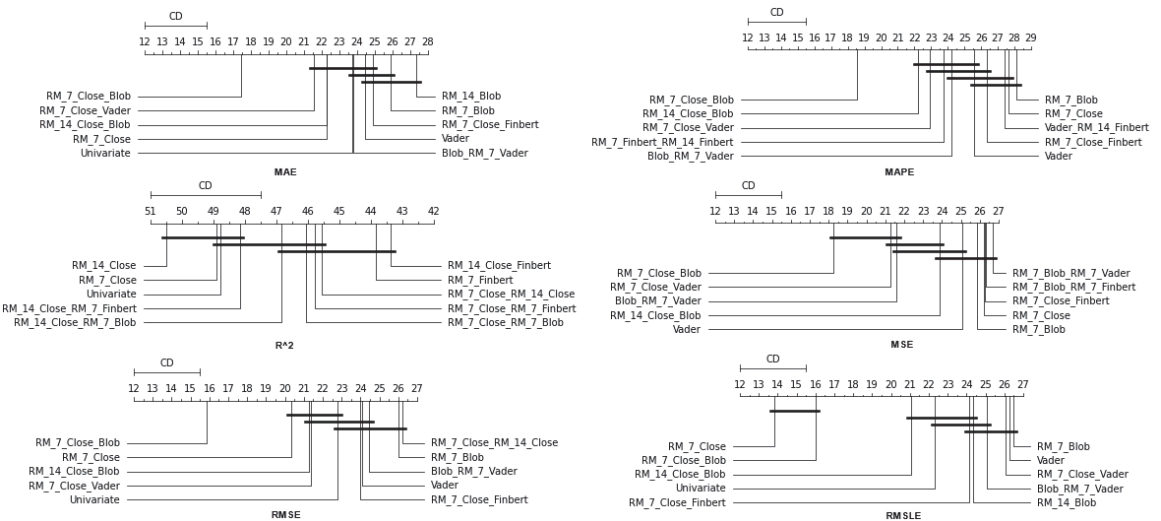 CD
12 13 14 15 16 17 18 19 20 21 22 23 24 25 26 27 28
RM_7_Close_Blob
RM_7_Close_Vader
RM_14_Close_Blob
RM_7_Close
Univariate
RM_14_Blob
RM_7_Blob
RM_7_Close_Finbert
Vader
Blob_RM_7_Vader
MAE
CD
12 13 14 15 16 17 18 19 20 21 22 23 24 25 26 27 28 29
RM_7_Close_Blob
RM_14_Close_Blob
RM_7_Close_Vader
RM_7_Finbert_RM_14_Finbert
Blob_RM_7_Vader
RM_7_Blob
RM_7_Close
Vader_RM_14_Finbert
RM_7_Close_Finbert
Vader
MAPE
CD
51 50 49 48 47 46 45 44 43 42
RM_14_Close
RM_7_Close
Univariate
RM_14_Close_RM_7_Finbert
RM_14_Close_RM_7_Blob
RM_14_Close_Finbert
RM_7_Finbert
RM_7_Close_RM_14_Close
RM_7_Close_RM_7_Finbert
RM_7_Close_RM_7_Blob
R^2
CD
12 13 14 15 16 17 18 19 20 21 22 23 24 25 26 27
RM_7_Close_Blob
RM_7_Close_Vader
Blob_RM_7_Vader
RM_14_Close_Blob
Vader
RM_7_Blob_RM_7_Vader
RM_7_Blob_RM_7_Finbert
RM_7_Close_Finbert
RM_7_Close
RM_7_Blob
MSE
CD
12 13 14 15 16 17 18 19 20 21 22 23 24 25 26 27
RM_7_Close_Blob
RM_7_Close
RM_14_Close_Blob
RM_7_Close_Vader
Univariate
RM_7_Close_RM_14_Close
RM_7_Blob
Blob_RM_7_Vader
Vader
RM_7_Close_Finbert
RMSE
CD
12 13 14 15 16 17 18 19 20 21 22 23 24 25 26 27
RM_7_Close
RM_7_Close_Blob
RM_14_Close_Blob
Univariate
RM_7_Close_Finbert
RM_7_Blob
Vader
RM_7_Close_Vader
Blob_RM_7_Vader
RM_14_Blob
RMSLE